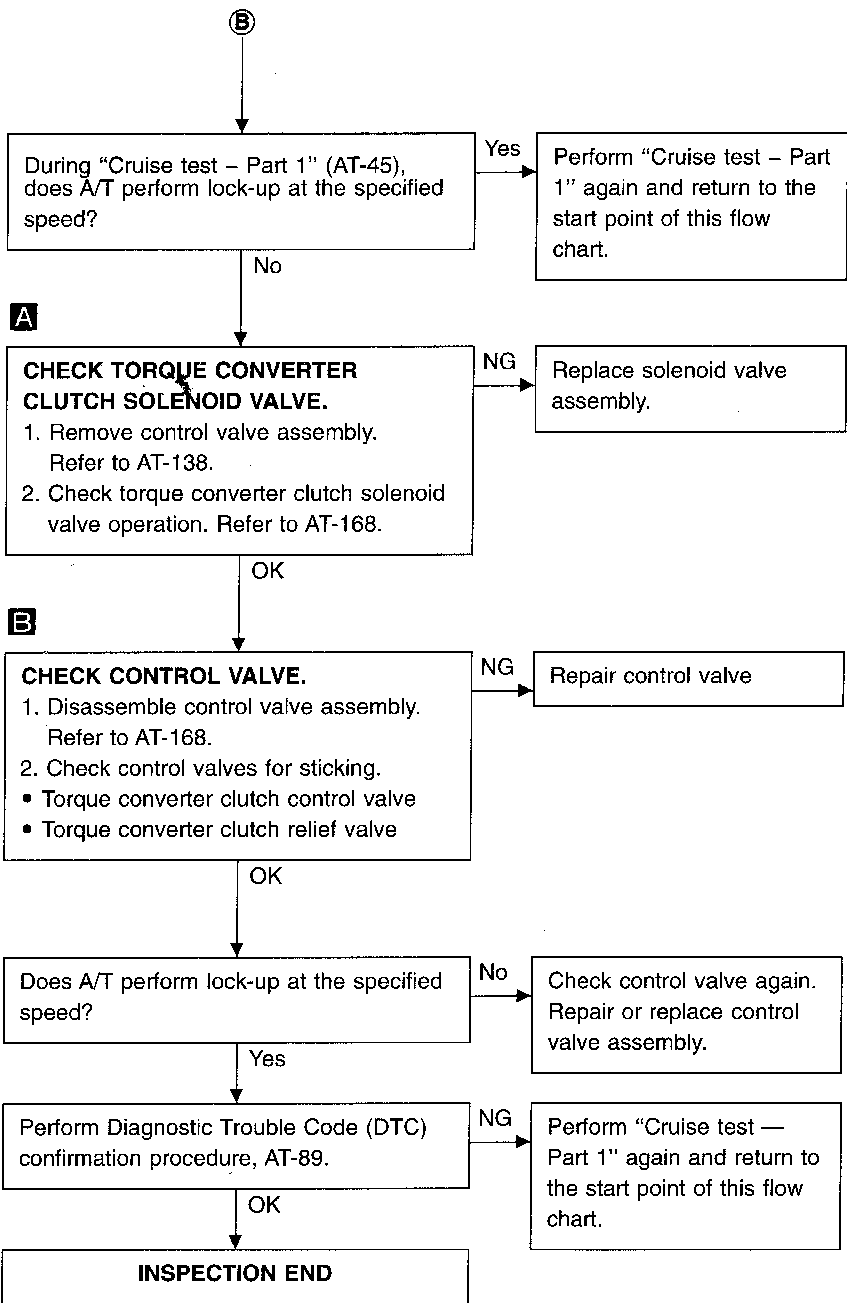 B
During “Cruise test – Part 1” (AT-45),
does A/T perform lock-up at the specified
speed?
Yes
Perform “Cruise test – Part
1” again and return to the
start point of this flow
chart.
No
A
CHECK TORQUE CONVERTER
CLUTCH SOLENOID VALVE.
1. Remove control valve assembly.
Refer to AT-138.
2. Check torque converter clutch solenoid
valve operation. Refer to AT-168.
NG
Replace solenoid valve
assembly.
OK
B
CHECK CONTROL VALVE.
1. Disassemble control valve assembly.
Refer to AT-168.
2. Check control valves for sticking.
• Torque converter clutch control valve
• Torque converter clutch relief valve
NG
Repair control valve
OK
Does A/T perform lock-up at the specified
speed?
No
Check control valve again.
Repair or replace control
valve assembly.
Yes
Perform Diagnostic Trouble Code (DTC)
confirmation procedure, AT-89.
NG
Perform “Cruise test —
Part 1” again and return to
the start point of this flow
chart.
OK
INSPECTION END